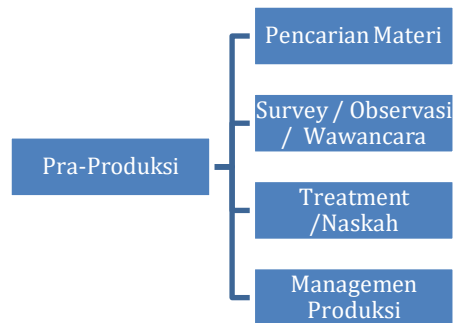 Pra-Produksi
Pencarian Materi
Survey / Observasi
/ Wawancara
Treatment
/Naskah
Managemen
Produksi